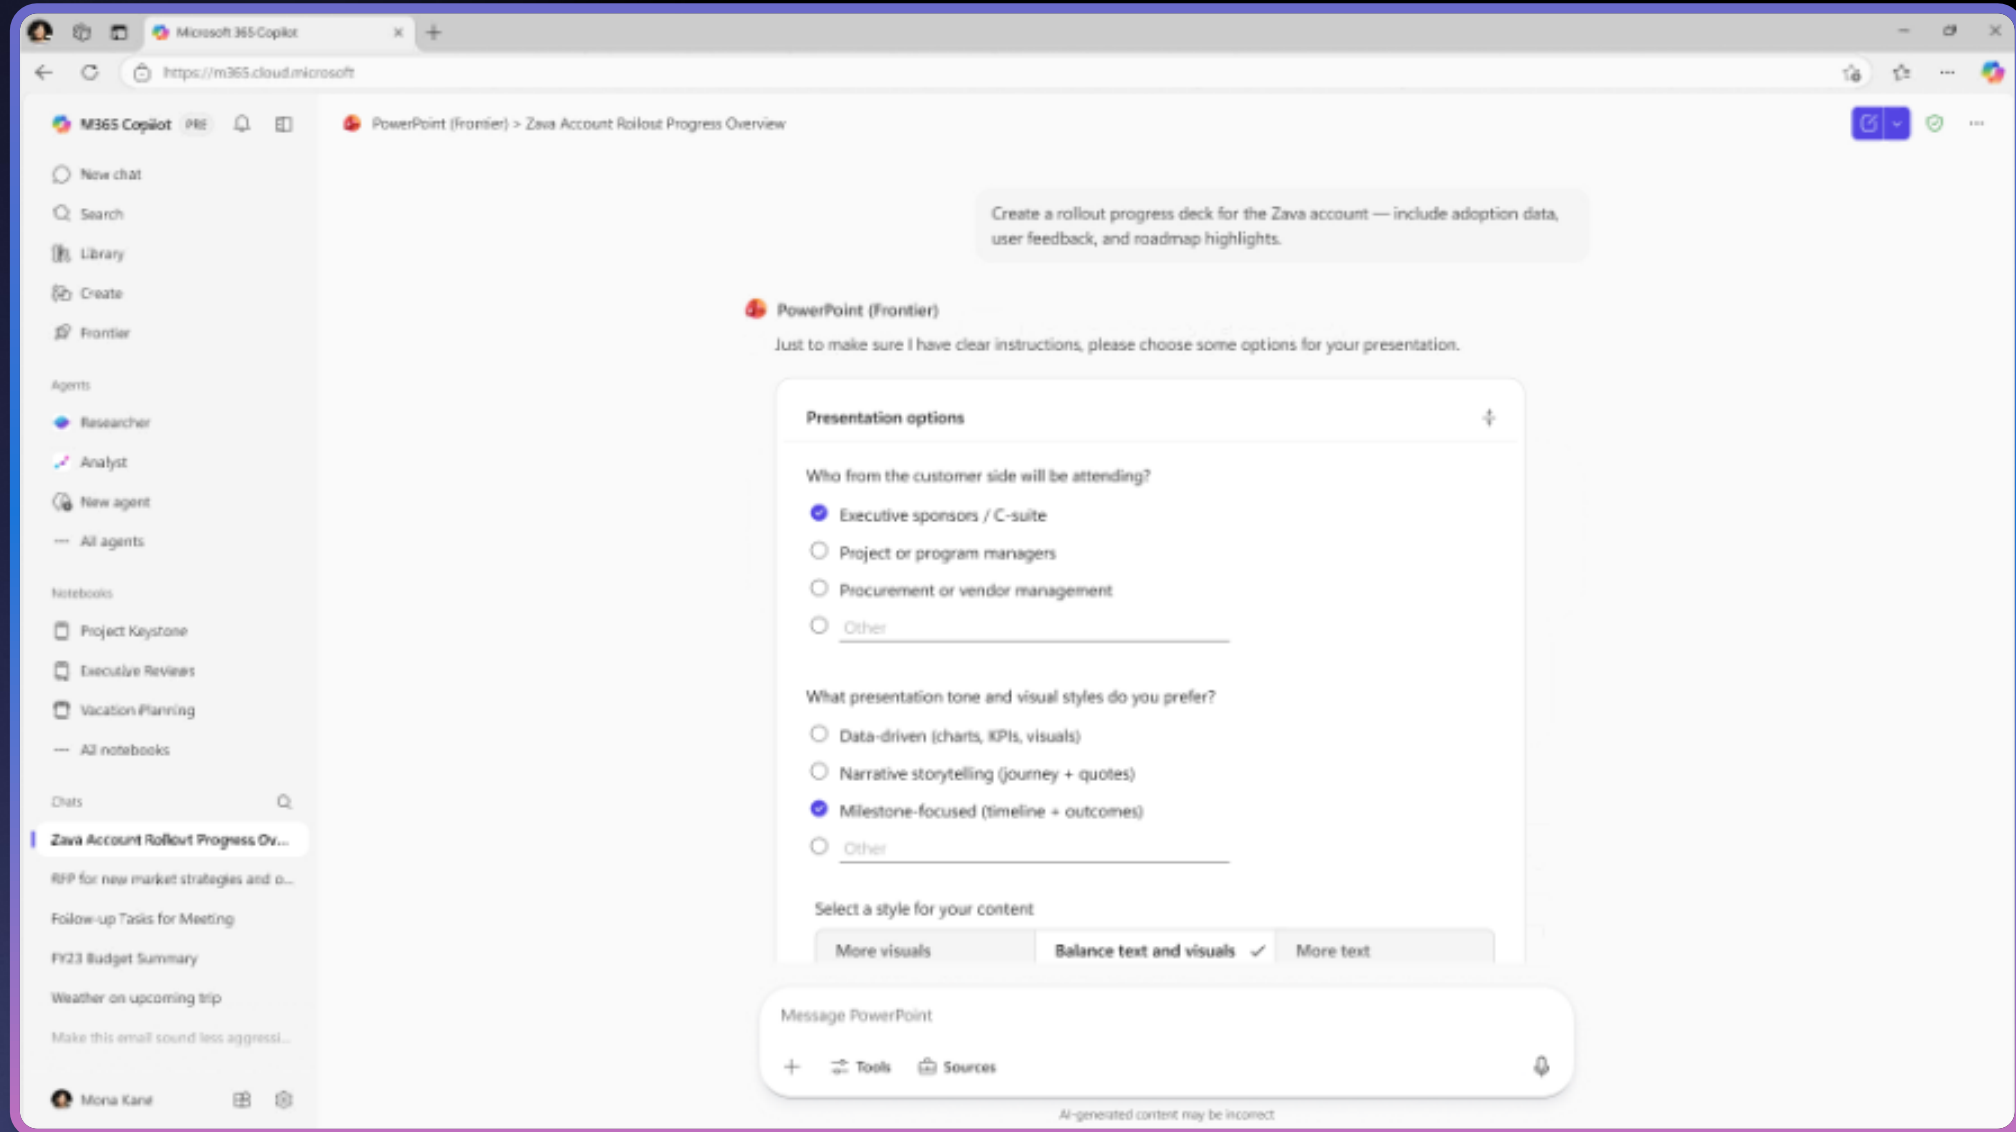 Microsoft 365 Copilot
https://m365.cloud.microsoft
M365 Copilot PRE
New chat
Search
Library
Create
Frontier
Agents
Researcher
Analyst
New agent
All agents
Notebooks
Project Keystone
Executive Reviews
Vacation Planning
All notebooks
Chats
Zava Account Rollout Progress Ov...
RFP for new market strategies and o...
Follow-up Tasks for Meeting
FY23 Budget Summary
Weather on upcoming trip
Make this email sound less aggressi...
Mona Kane
PowerPoint (Frontier) > Zava Account Rollout Progress Overview
Create a rollout progress deck for the Zava account — include adoption data,
user feedback, and roadmap highlights.
PowerPoint (Frontier)
Just to make sure I have clear instructions, please choose some options for your presentation.
Presentation options
Who from the customer side will be attending?
Executive sponsors / C-suite
Project or program managers
Procurement or vendor management
Other
What presentation tone and visual styles do you prefer?
Data-driven (charts, KPIs, visuals)
Narrative storytelling (journey + quotes)
Milestone-focused (timeline + outcomes)
Other
Select a style for your content
More visuals Balance text and visuals More text
Message PowerPoint
Tools Sources
AI-generated content may be incorrect